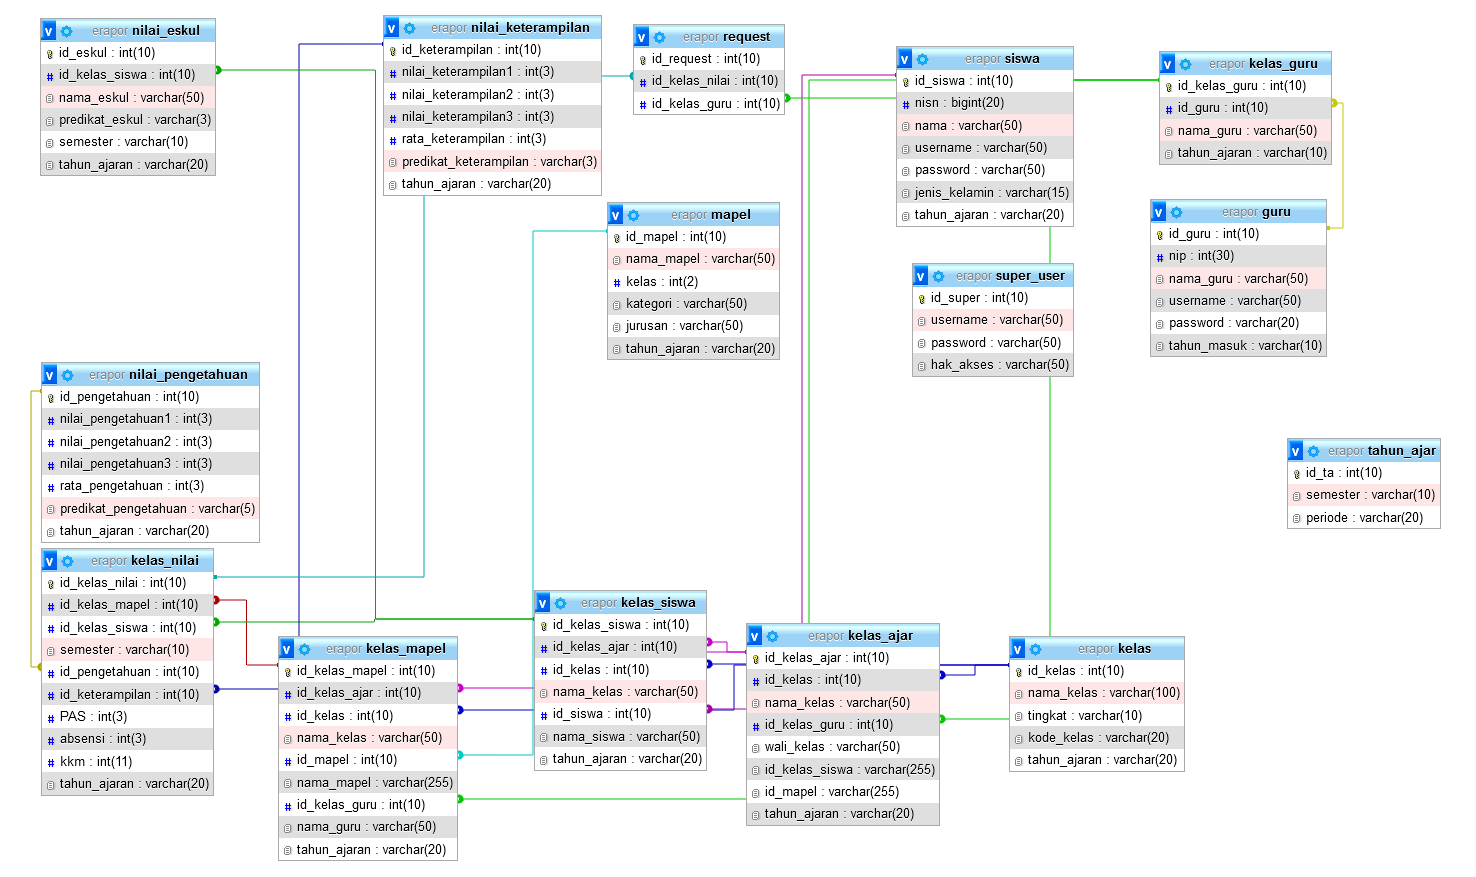 v erapor nilai_eskul
id_eskul : int(10)
# id_kelas_siswa : int(10)
nama_eskul : varchar(50)
predikat_eskul : varchar(3)
semester : varchar(10)
tahun_ajaran : varchar(20)
v erapor nilai_keterampilan
id_keterampilan : int(10)
# nilai_keterampilan1 : int(3)
# nilai_keterampilan2 : int(3)
# nilai_keterampilan3 : int(3)
# rata_keterampilan : int(3)
predikat_keterampilan : varchar(3)
tahun_ajaran : varchar(20)
v erapor request
id_request : int(10)
# id_kelas_nilai : int(10)
# id_kelas_guru : int(10)
v erapor siswa
id_siswa : int(10)
# nisn : bigint(20)
nama : varchar(50)
username : varchar(50)
password : varchar(50)
jenis_kelamin : varchar(15)
tahun_ajaran : varchar(20)
v erapor kelas_guru
id_kelas_guru : int(10)
# id_guru : int(10)
nama_guru : varchar(50)
tahun_ajaran : varchar(10)
v erapor mapel
id_mapel : int(10)
nama_mapel : varchar(50)
# kelas : int(2)
kategori : varchar(50)
jurusan : varchar(50)
tahun_ajaran : varchar(20)
v erapor super_user
id_super : int(10)
username : varchar(50)
password : varchar(50)
hak_akses : varchar(50)
v erapor guru
id_guru : int(10)
# nip : int(30)
nama_guru : varchar(50)
username : varchar(50)
password : varchar(20)
tahun_masuk : varchar(10)
v erapor nilai_pengetahuan
id_pengetahuan : int(10)
# nilai_pengetahuan1 : int(3)
# nilai_pengetahuan2 : int(3)
# nilai_pengetahuan3 : int(3)
# rata_pengetahuan : int(3)
predikat_pengetahuan : varchar(5)
tahun_ajaran : varchar(20)
v erapor tahun_ajar
id_ta : int(10)
semester : varchar(10)
periode : varchar(20)
v erapor kelas_nilai
id_kelas_nilai : int(10)
# id_kelas_mapel : int(10)
# id_kelas_siswa : int(10)
semester : varchar(10)
# id_pengetahuan : int(10)
# id_keterampilan : int(10)
# PAS : int(3)
# absensi : int(3)
# kkm : int(11)
tahun_ajaran : varchar(20)
v erapor kelas_mapel
id_kelas_mapel : int(10)
# id_kelas_ajar : int(10)
# id_kelas : int(10)
nama_kelas : varchar(50)
# id_mapel : int(10)
nama_mapel : varchar(255)
# id_kelas_guru : int(10)
nama_guru : varchar(50)
tahun_ajaran : varchar(20)
v erapor kelas_siswa
id_kelas_siswa : int(10)
# id_kelas_ajar : int(10)
# id_kelas : int(10)
nama_kelas : varchar(50)
# id_siswa : int(10)
nama_siswa : varchar(50)
tahun_ajaran : varchar(20)
v erapor kelas_ajar
id_kelas_ajar : int(10)
# id_kelas : int(10)
nama_kelas : varchar(50)
# id_kelas_guru : int(10)
wali_kelas : varchar(50)
id_kelas_siswa : varchar(255)
id_mapel : varchar(255)
tahun_ajaran : varchar(20)
v erapor kelas
id_kelas : int(10)
nama_kelas : varchar(100)
tingkat : varchar(10)
kode_kelas : varchar(20)
tahun_ajaran : varchar(20)